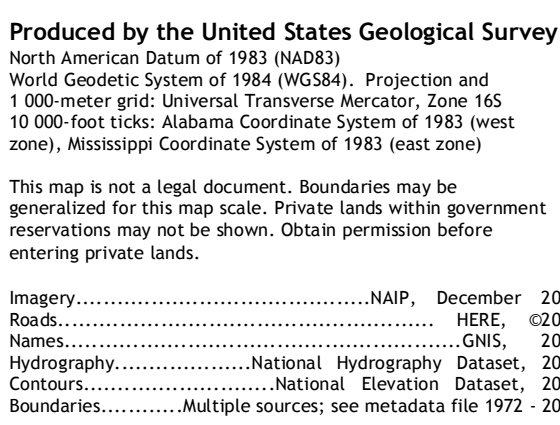 Produced by the United States Geological Survey
North American Datum of 1983 (NAD83)
World Geodetic System of 1984 (WGS84). Projection and
1 000-meter grid: Universal Transverse Mercator, Zone 16S
10 000-foot ticks: Alabama Coordinate System of 1983 (west
zone), Mississippi Coordinate System of 1983 (east zone)
This map is not a legal document. Boundaries may be
generalized for this map scale. Private lands within government
reservations may not be shown. Obtain permission before
entering private lands.
Imagery.............................................NAIP, December 20
Roads......................................................... HERE, ©20
Names............................................................GNIS, 20
Hydrography.....................National Hydrography Dataset, 20
Contours............................National Elevation Dataset, 20
Boundaries............Multiple sources; see metadata file 1972 - 20